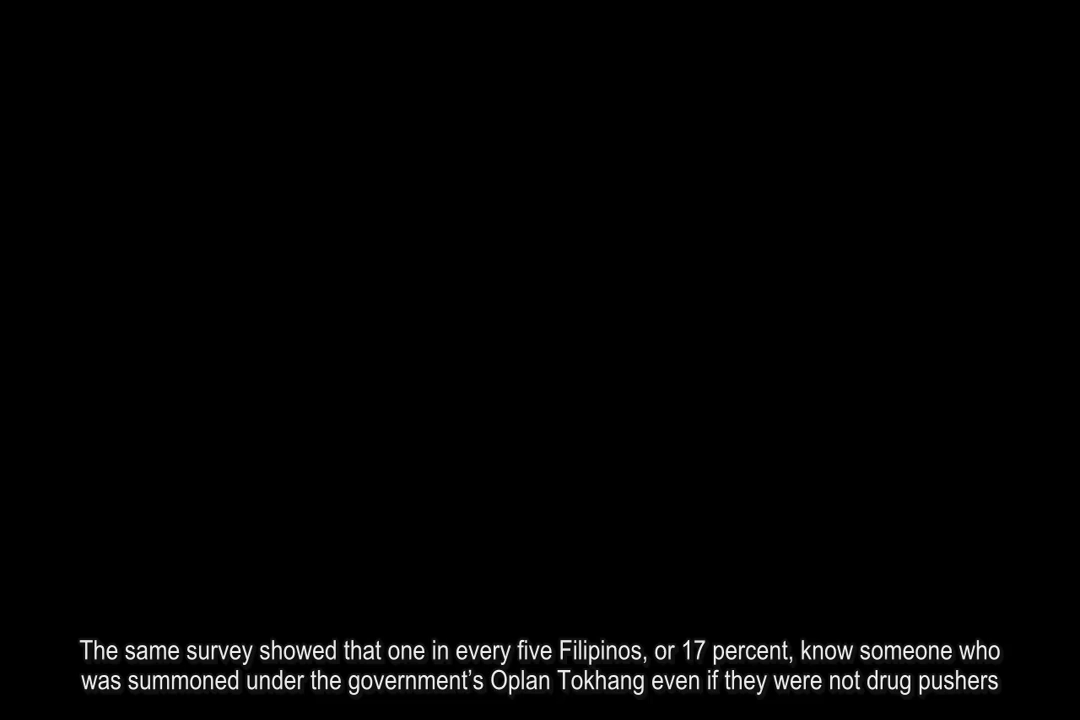 The same survey showed that one in every five Filipinos, or 17 percent, know someone who
was summoned under the government’s Oplan Tokhang even if they were not drug pushers